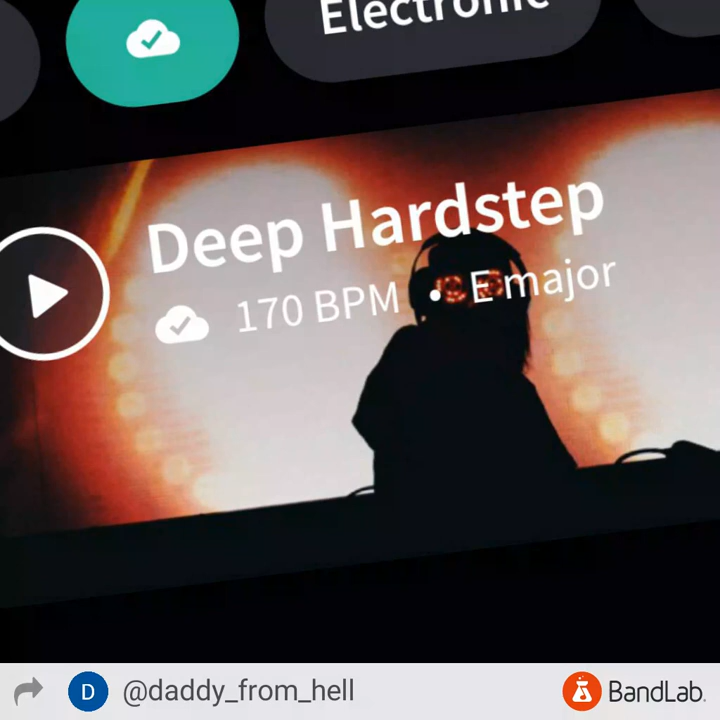 Electronic
Deep Hardstep
170 BPM • E major
D @daddy_from_hell BandLab.